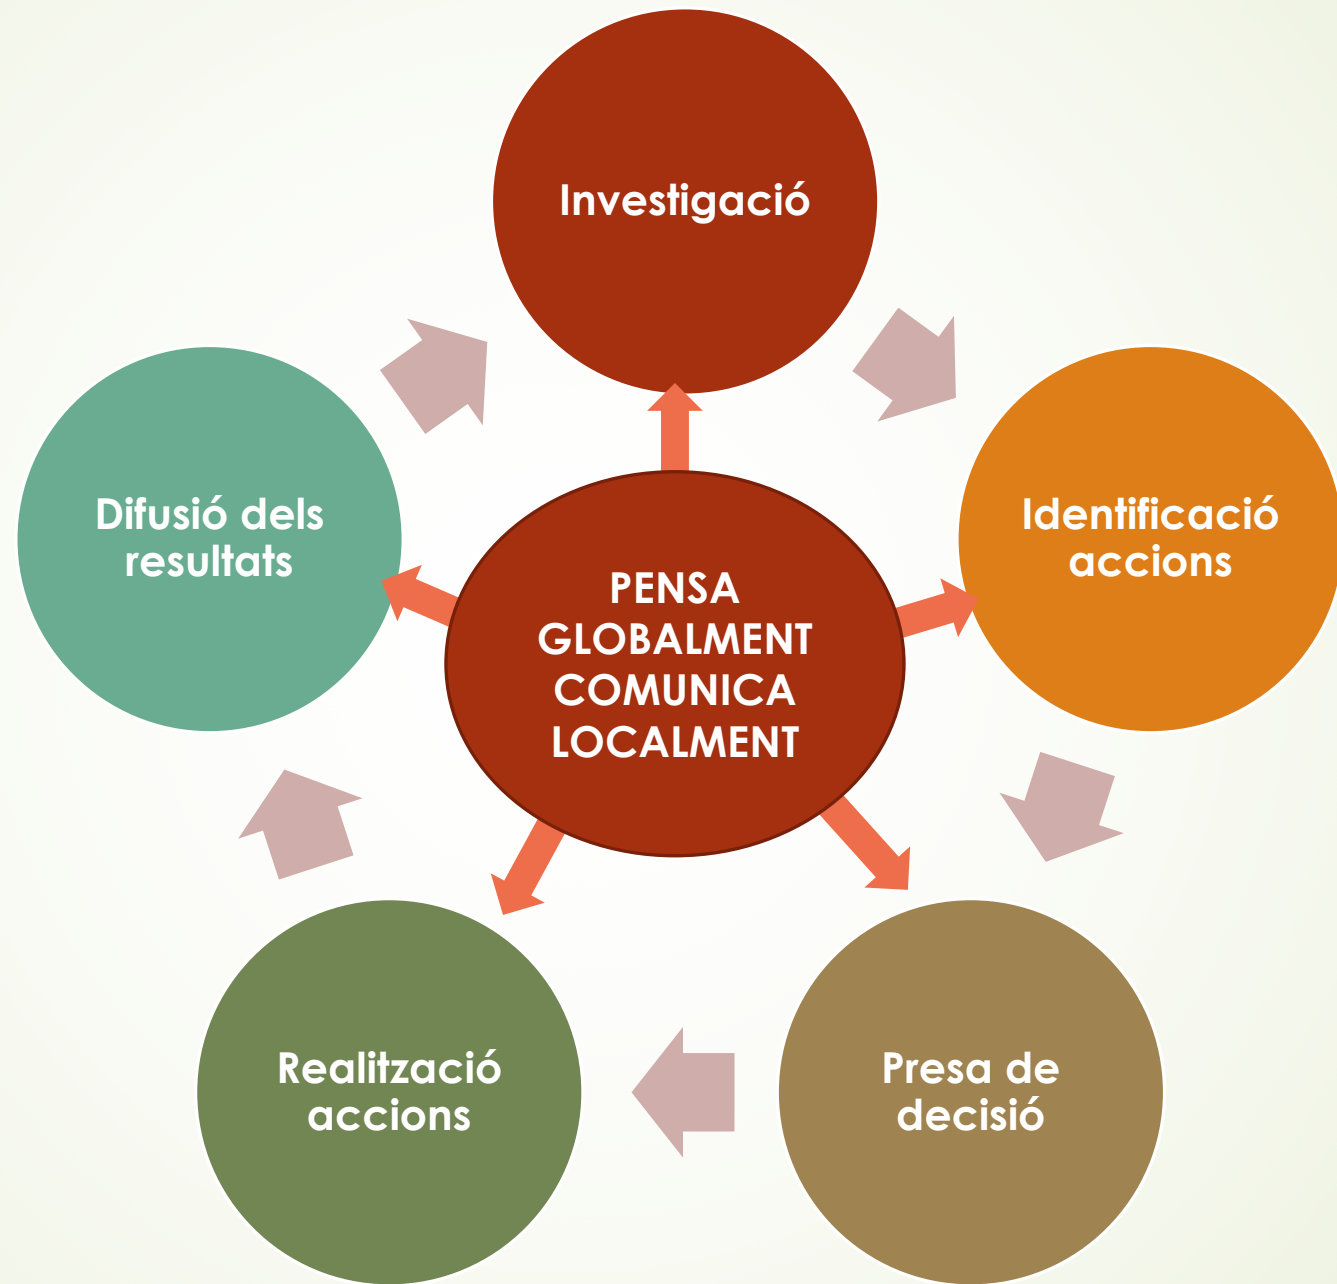 Investigació
Identificació
accions
Presa de
decisió
Realització
accions
Difusió dels
resultats
PENSA
GLOBALMENT
COMUNICA
LOCALMENT